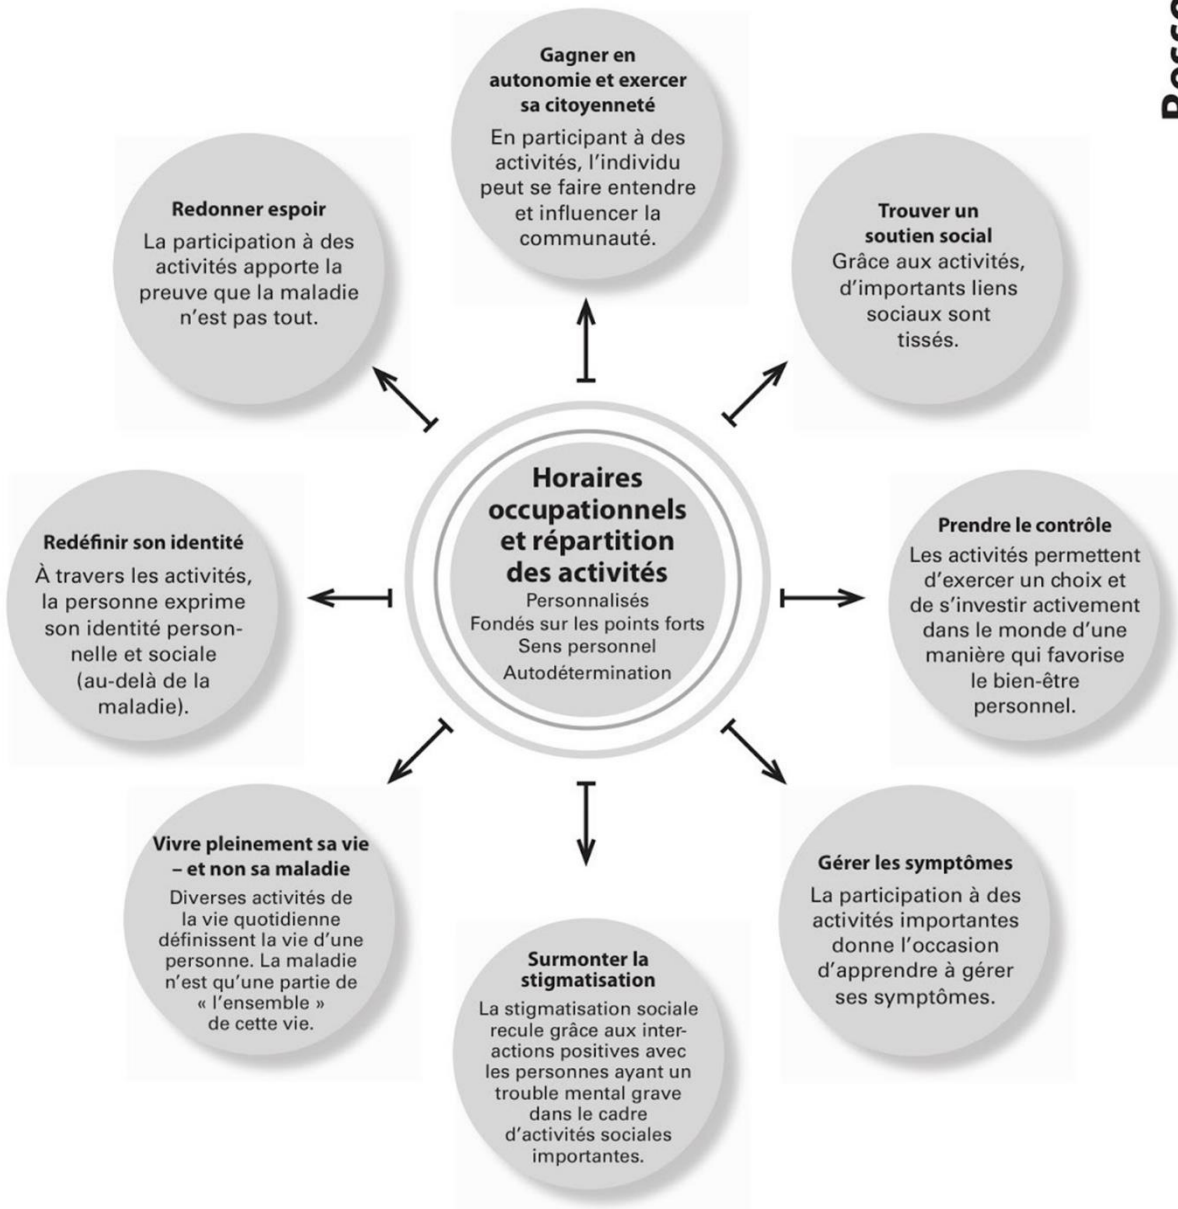 Gagner en
autonomie et exercer
sa citoyenneté
En participant à des
activités, l'individu
peut se faire entendre
et influencer la
communauté.
Redonner espoir
La participation à des
activités apporte la
preuve que la maladie
n'est pas tout.
Trouver un
soutien social
Grâce aux activités,
d'importants liens
sociaux sont
tissés.
Horaires
occupationnels
et répartition
des activités
Personnalisés
Fondés sur les points forts
Sens personnel
Autodétermination
Redéfinir son identité
À travers les activités,
la personne exprime
son identité person-
nelle et sociale
(au-delà de la
maladie).
Prendre le contrôle
Les activités permettent
d'exercer un choix et
de s'investir activement
dans le monde d'une
manière qui favorise
le bien-être
personnel.
Vivre pleinement sa vie
– et non sa maladie
Diverses activités de
la vie quotidienne
définissent la vie d'une
personne. La maladie
n'est qu'une partie de
« l'ensemble »
de cette vie.
Surmonter la
stigmatisation
La stigmatisation sociale
recule grâce aux inter-
actions positives avec
les personnes ayant un
trouble mental grave
dans le cadre
d'activités sociales
importantes.
Gérer les symptômes
La participation à des
activités importantes
donne l'occasion
d'apprendre à gérer
ses symptômes.